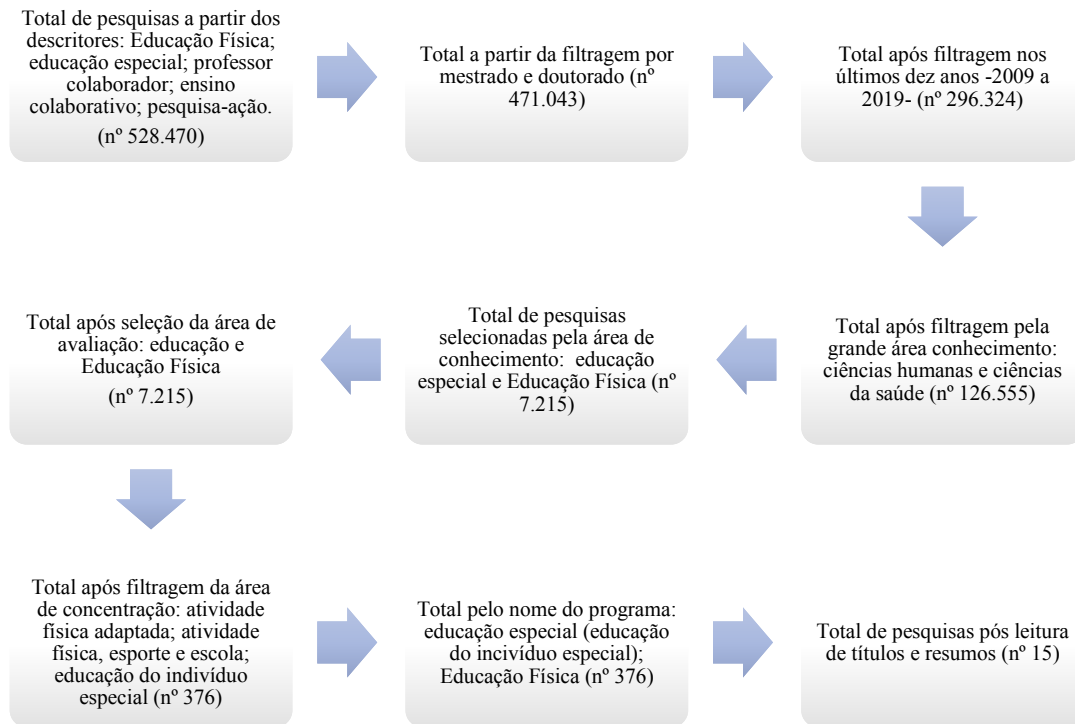 Total de pesquisas a partir dos
descritores: Educação Física;
educação especial; professor
colaborador; ensino
colaborativo; pesquisa-ação.
(nº 528.470)
Total a partir da filtragem por
mestrado e doutorado (nº
471.043)
Total após filtragem nos
últimos dez anos -2009 a
2019- (nº 296.324)
Total após filtragem pela
grande área conhecimento:
ciências humanas e ciências
da saúde (nº 126.555)
Total de pesquisas
selecionadas pela área de
conhecimento: educação
especial e Educação Física (nº
7.215)
Total após seleção da área de
avaliação: educação e
Educação Física
(nº 7.215)
Total após filtragem da área
de concentração: atividade
física adaptada; atividade
física, esporte e escola;
educação do indivíduo
especial (nº 376)
Total pelo nome do programa:
educação especial (educação
do incivíduo especial);
Educação Física (nº 376)
Total de pesquisas pós leitura
de títulos e resumos (nº 15)